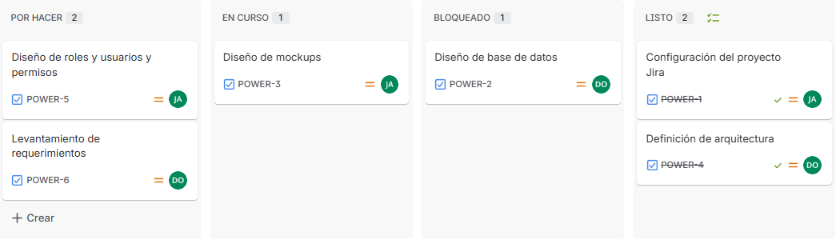 POR HACER 2
Diseño de roles y usuarios y
permisos
POWER-5 JA
Levantamiento de
requerimientos
POWER-6 DO
+ Crear
EN CURSO 1
Diseño de mockups
POWER-3 JA
BLOQUEADO 1
Diseño de base de datos
POWER-2 DO
LISTO 2
Configuración del proyecto
Jira
POWER-1 JA
Definición de arquitectura
POWER-4 DO